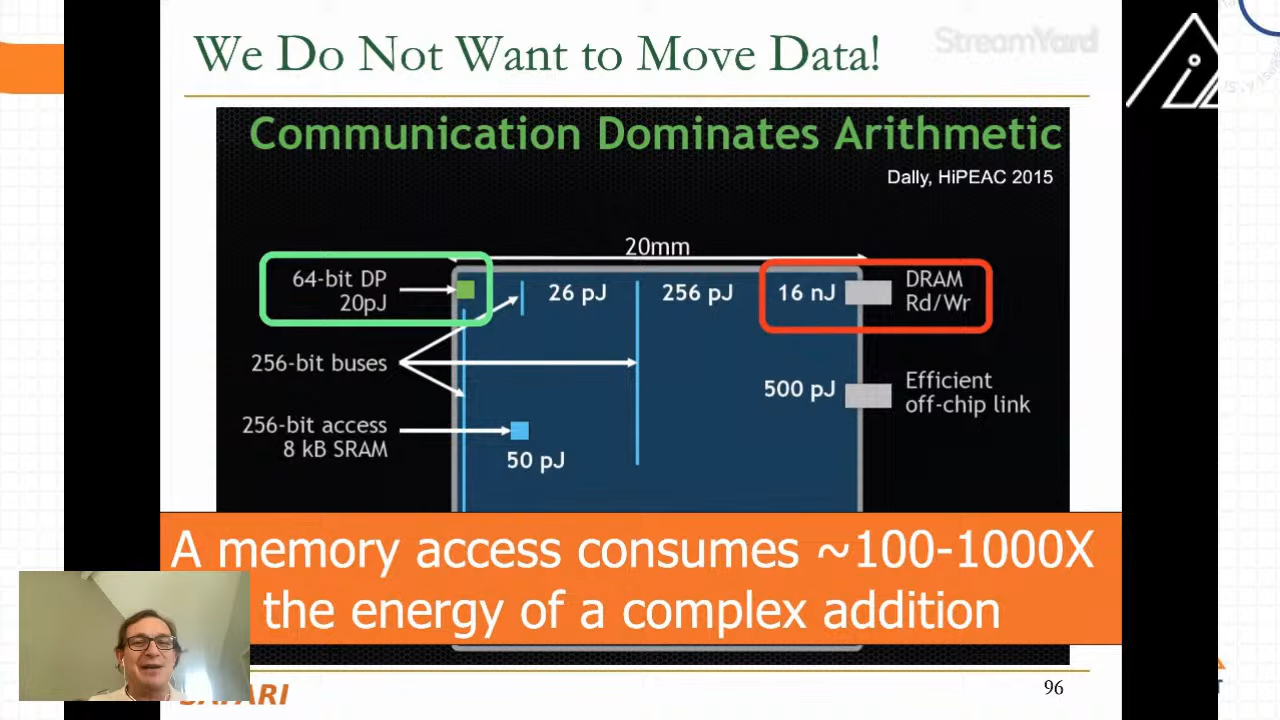 We Do Not Want to Move Data!
StreamYard
Communication Dominates Arithmetic
Dally, HiPEAC 2015
20mm
64-bit DP
20pJ
26 pJ
256 pJ
16 nJ
DRAM
Rd/Wr
256-bit buses
500 pJ
Efficient
off-chip link
256-bit access
8 kB SRAM
50 pJ
A memory access consumes ~100-1000X
the energy of a complex addition
SAFARI
96